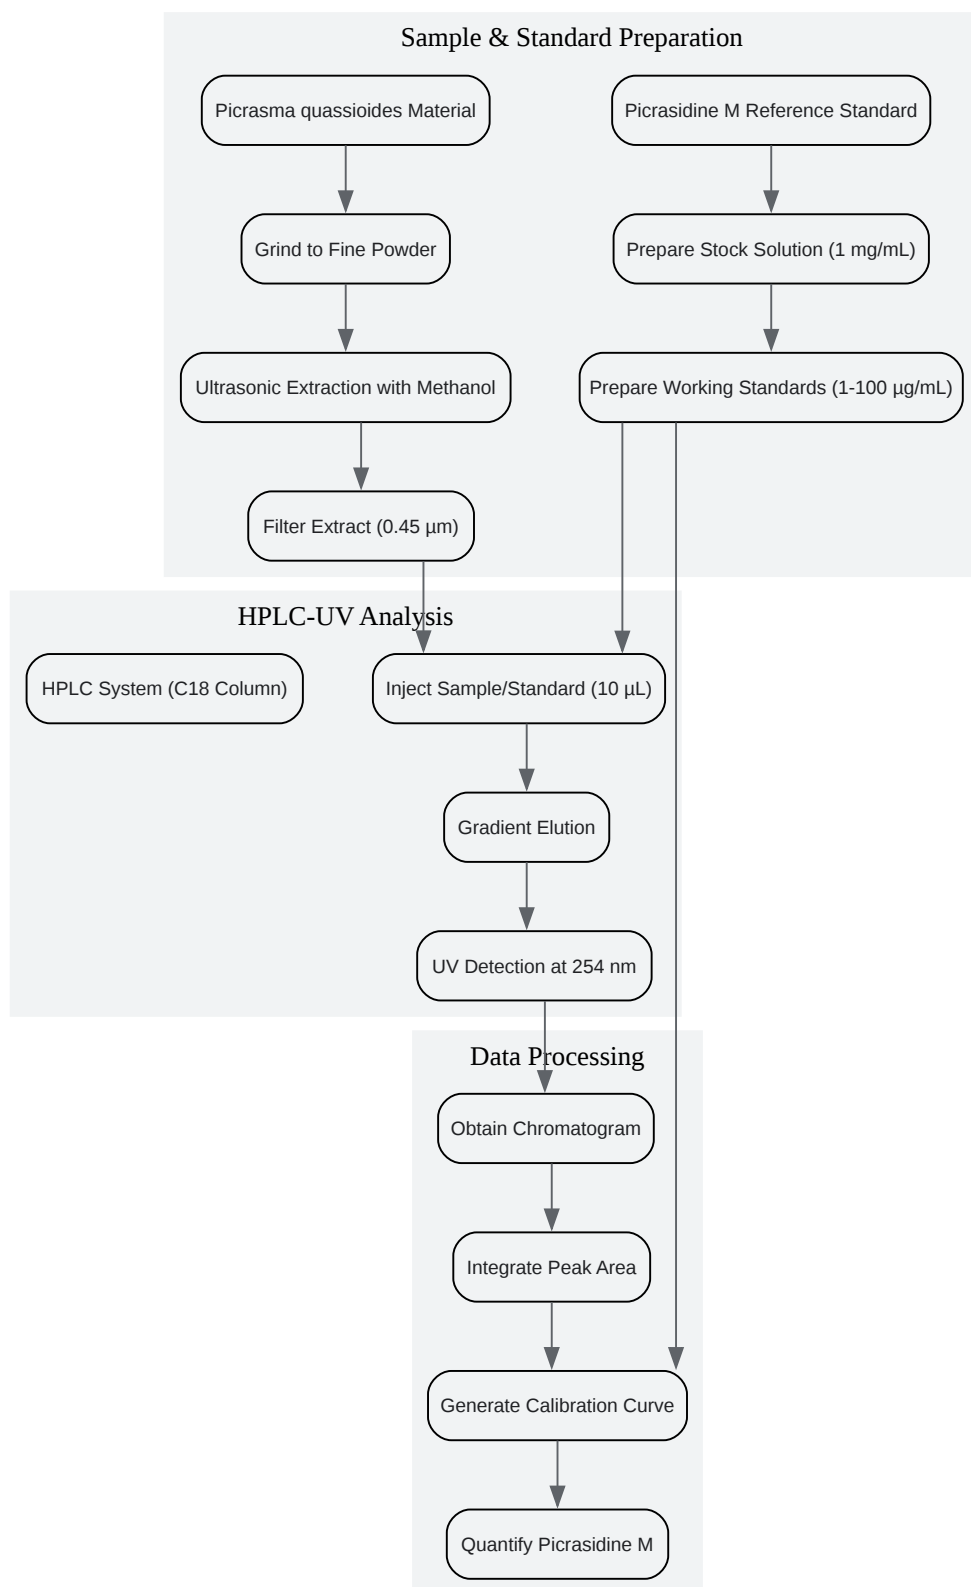 Sample & Standard Preparation
Picrasma quassioides Material
Picrasidine M Reference Standard
Grind to Fine Powder
Prepare Stock Solution (1 mg/mL)
Ultrasonic Extraction with Methanol
Prepare Working Standards (1-100 µg/mL)
Filter Extract (0.45 µm)
HPLC-UV Analysis
HPLC System (C18 Column)
Inject Sample/Standard (10 µL)
Gradient Elution
UV Detection at 254 nm
Data Processing
Obtain Chromatogram
Integrate Peak Area
Generate Calibration Curve
Quantify Picrasidine M